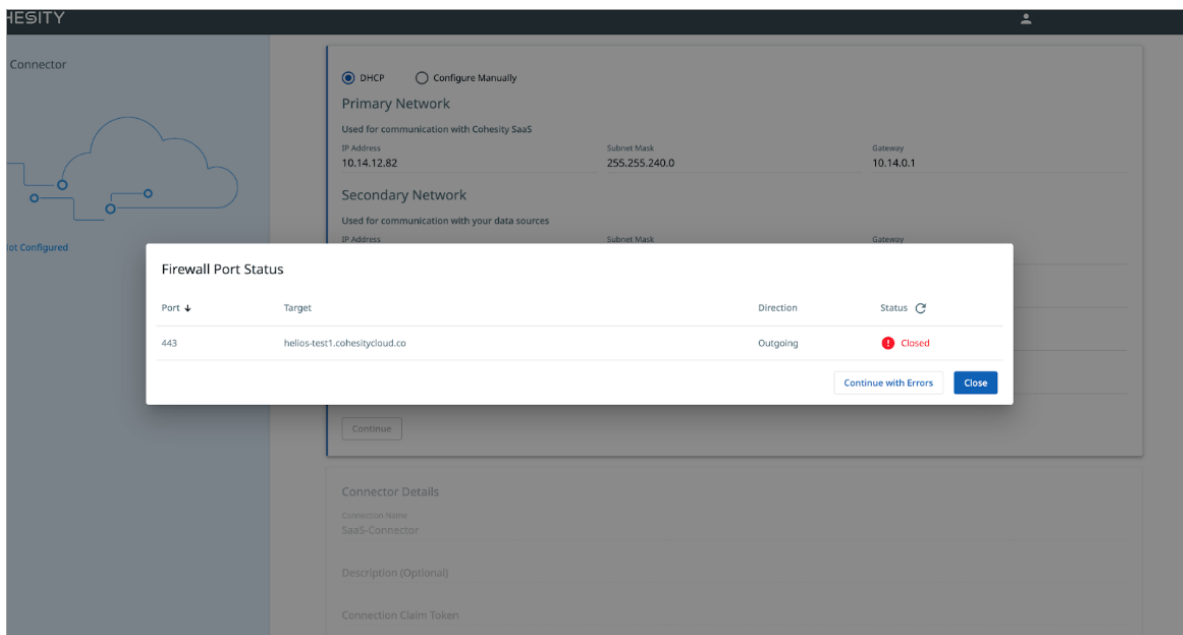 HESITY
Connector
ot Configured
DHCP Configure Manually
Primary Network
Used for communication with Cohesity SaaS
IP Address Subnet Mask Gateway
10.14.12.82 255.255.240.0 10.14.0.1
Secondary Network
Used for communication with your data sources
IP Address Subnet Mask Gateway
Firewall Port Status
Port Target Direction Status
443 helios-test1.cohesitycloud.co Outgoing Closed
Continue with Errors Close
Continue
Connector Details
Connection Name
SaaS-Connector
Description (Optional)
Connection Claim Token